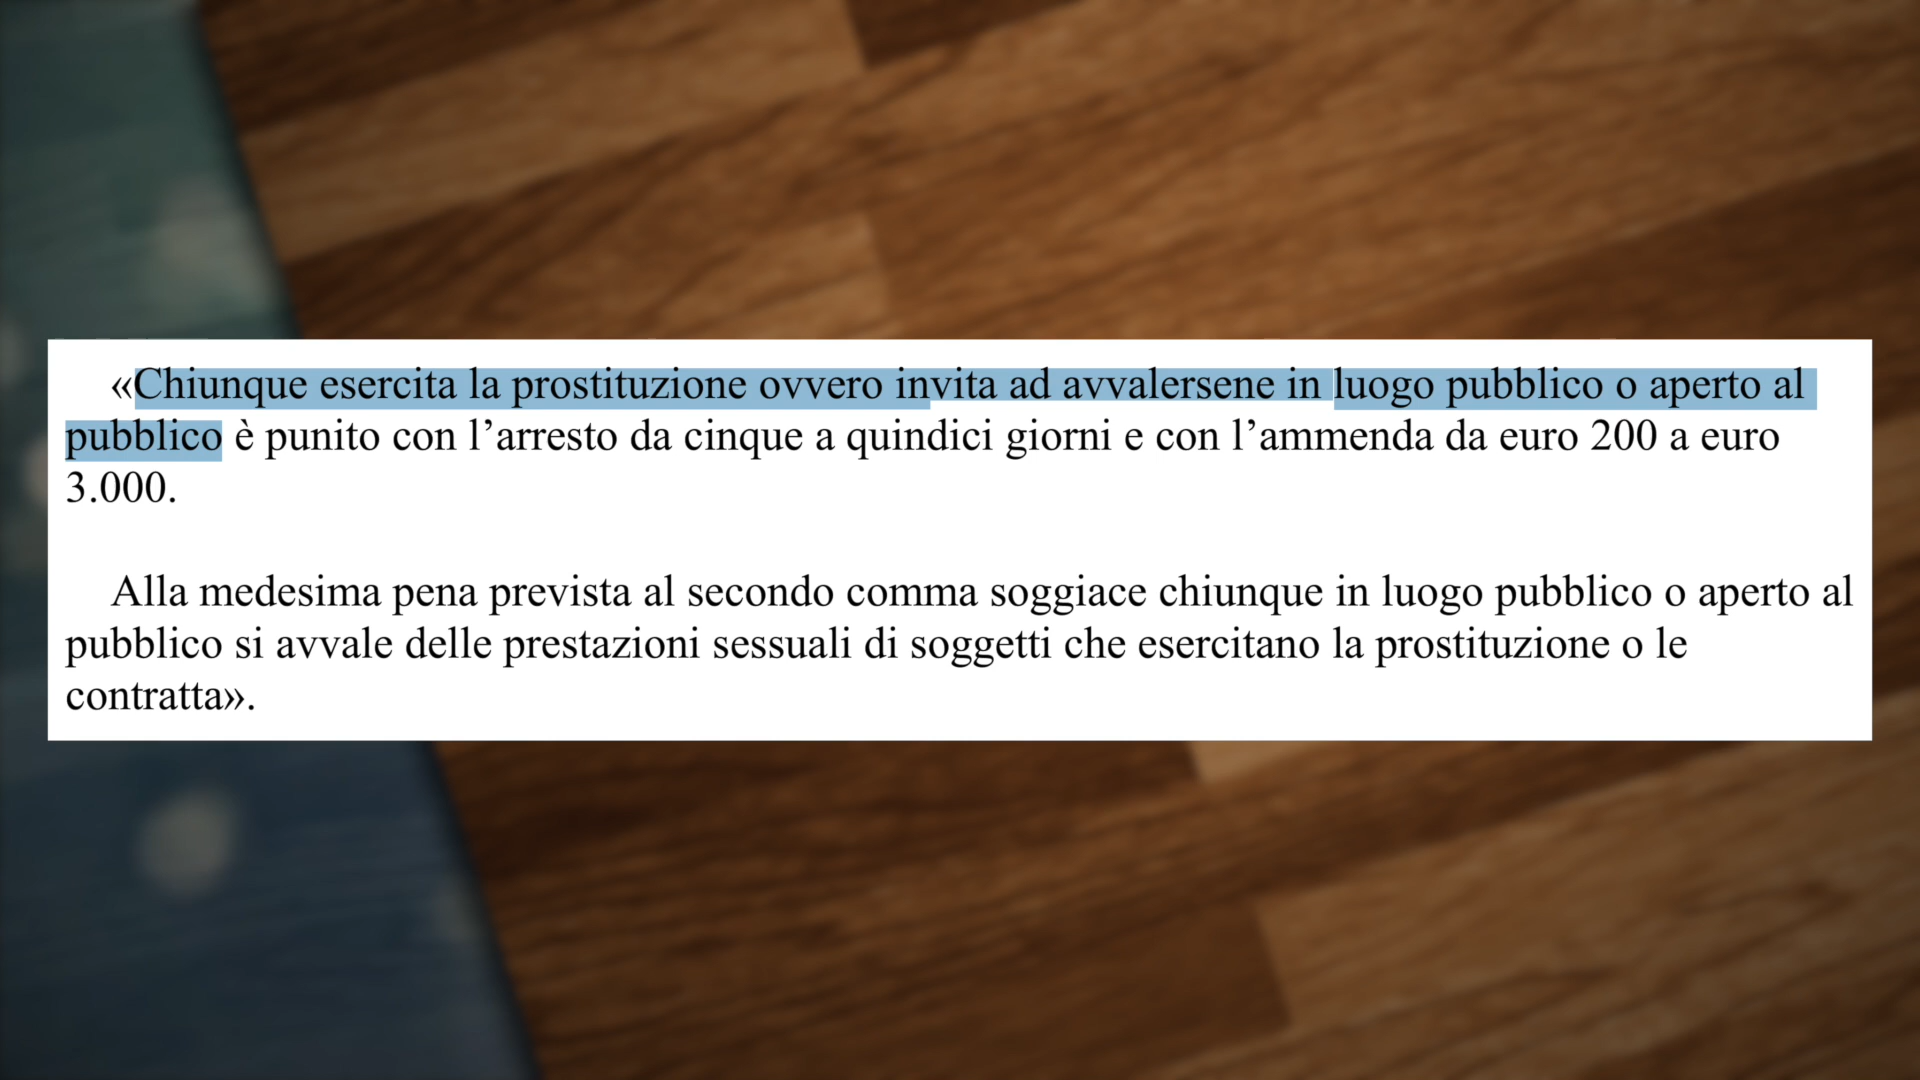 «Chiunque esercita la prostituzione ovvero invita ad avvalersene in luogo pubblico o aperto al
pubblico è punito con l’arresto da cinque a quindici giorni e con l’ammenda da euro 200 a euro
3.000.
Alla medesima pena prevista al secondo comma soggiace chiunque in luogo pubblico o aperto al
pubblico si avvale delle prestazioni sessuali di soggetti che esercitano la prostituzione o le
contratta».